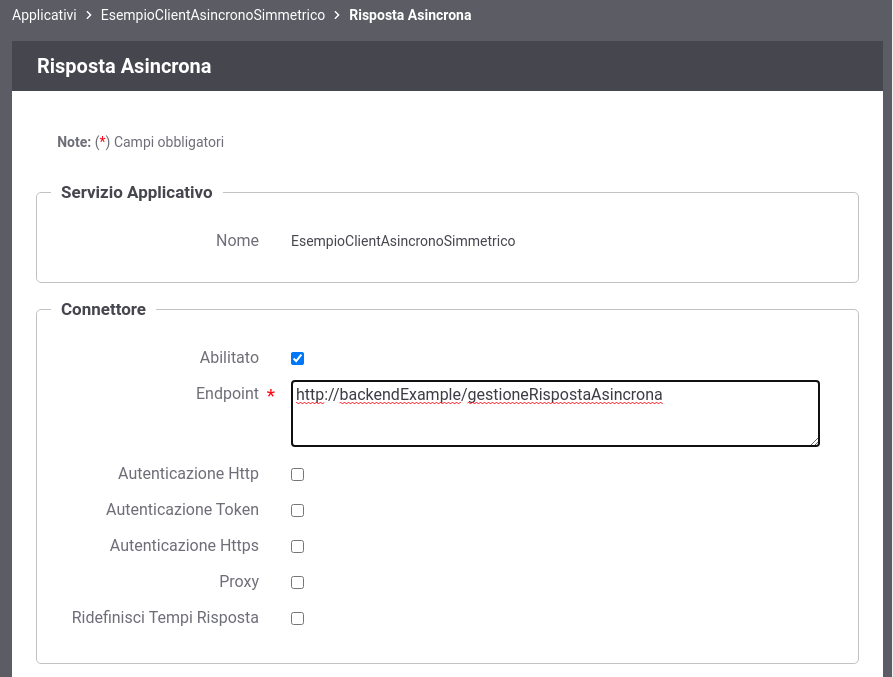 Applicativi > EsempioClientAsincronoSimmetrico > Risposta Asincrona
Risposta Asincrona
Note: (*) Campi obbligatori
Servizio Applicativo
Nome EsempioClientAsincronoSimmetrico
Connettore
Abilitato
Endpoint * http://backendExample/gestioneRispostaAsincrona
Autenticazione Http
Autenticazione Token
Autenticazione Https
Proxy
Ridefinisci Tempi Risposta